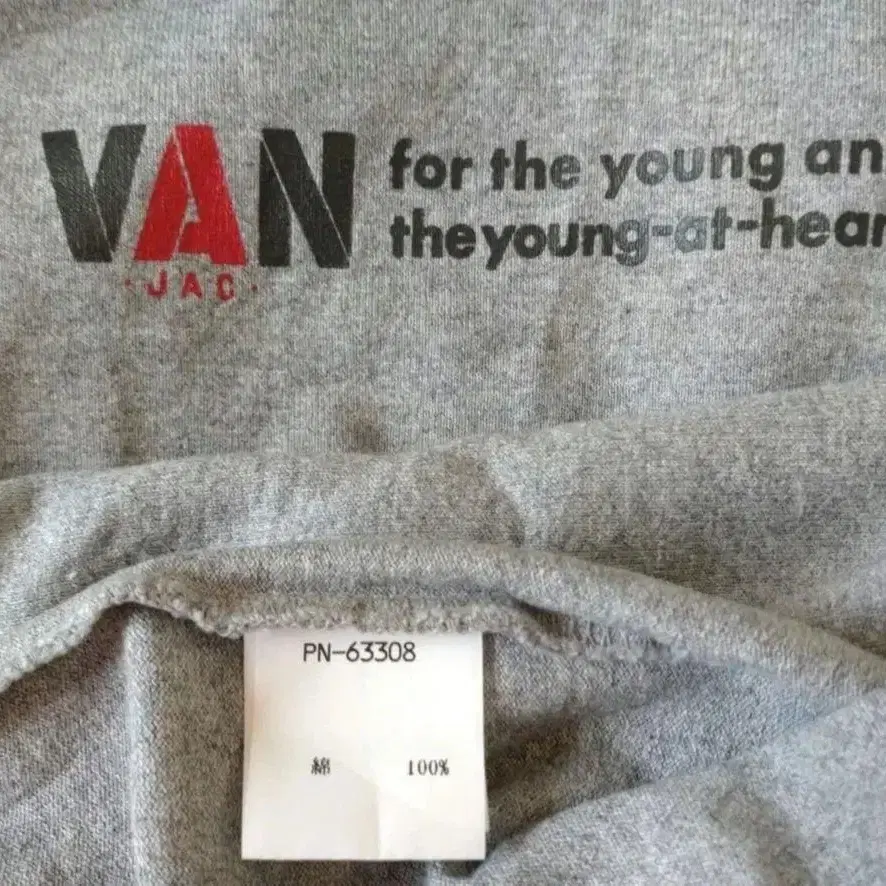 VAN
for the young an
the young-at-hear
·JAC·
PN-63308
綿 100%